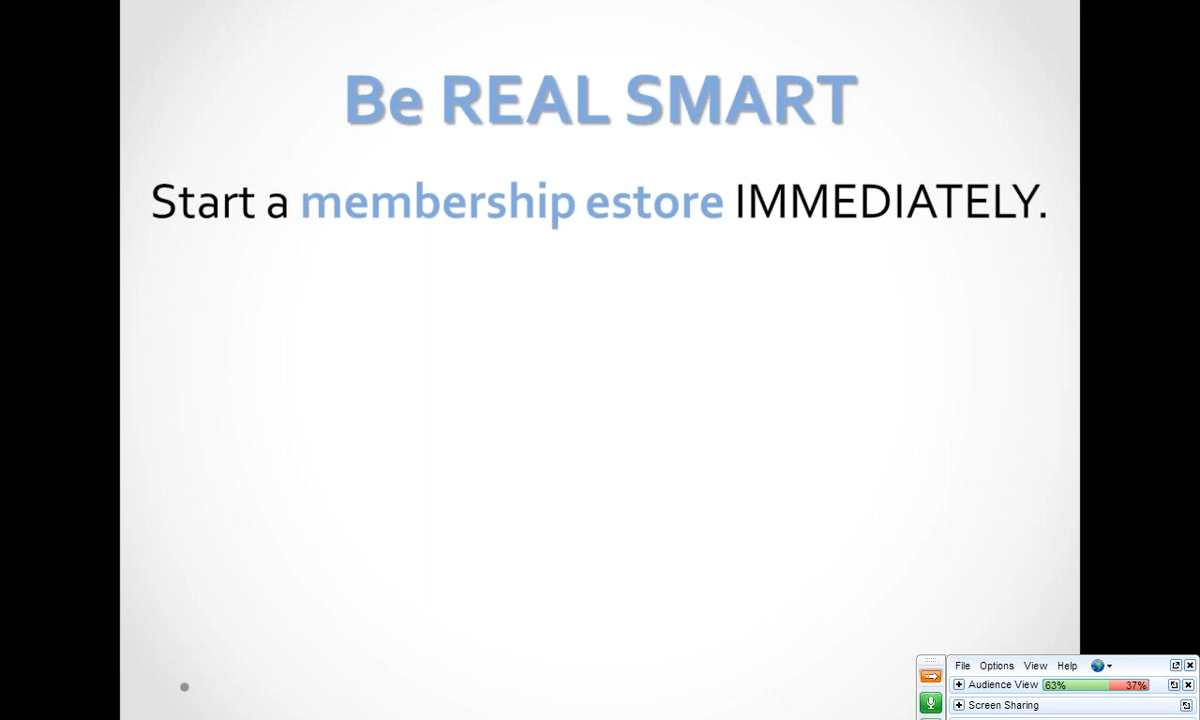 Be REAL SMART
Start a membership estore IMMEDIATELY.
File Options View Help
Audience View 63% 37%
Screen Sharing